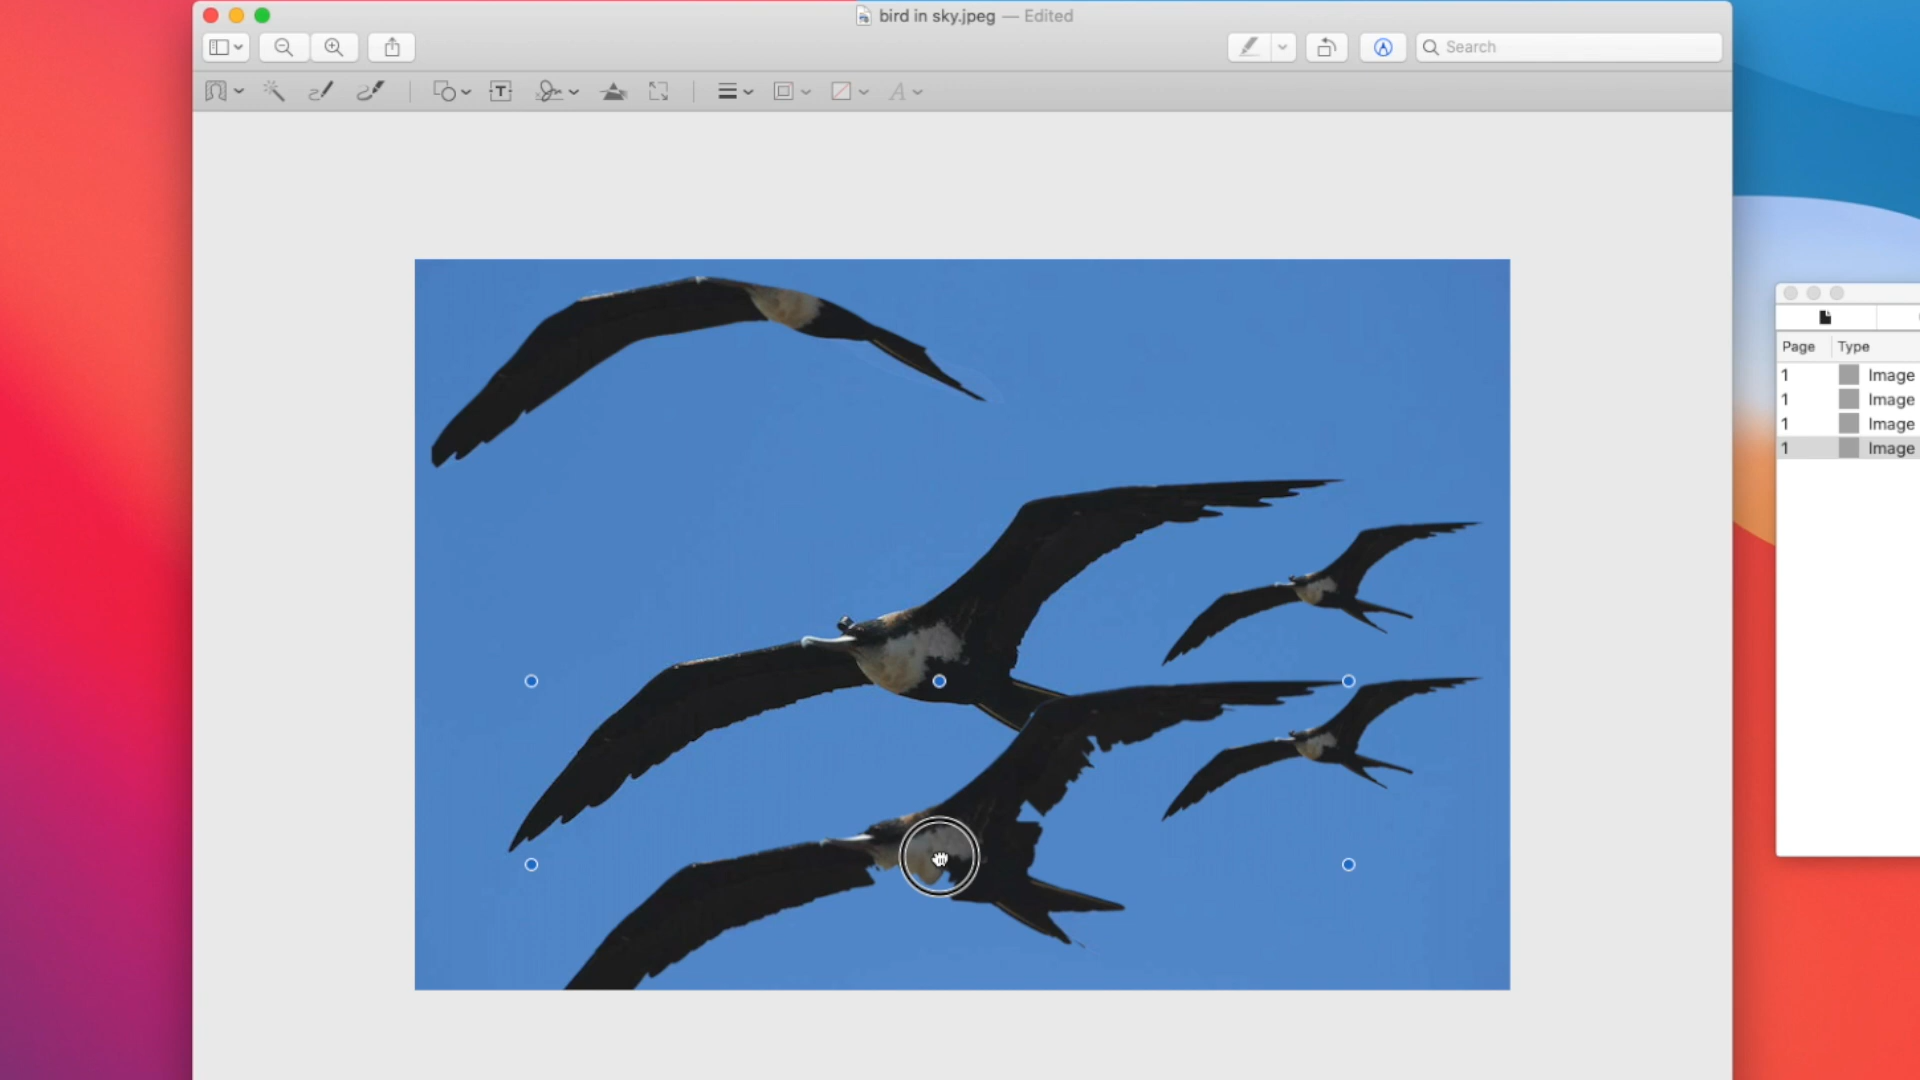 bird in sky.jpeg — Edited
Search
T
A
Page Type
1 Image
1 Image
1 Image
1 Image